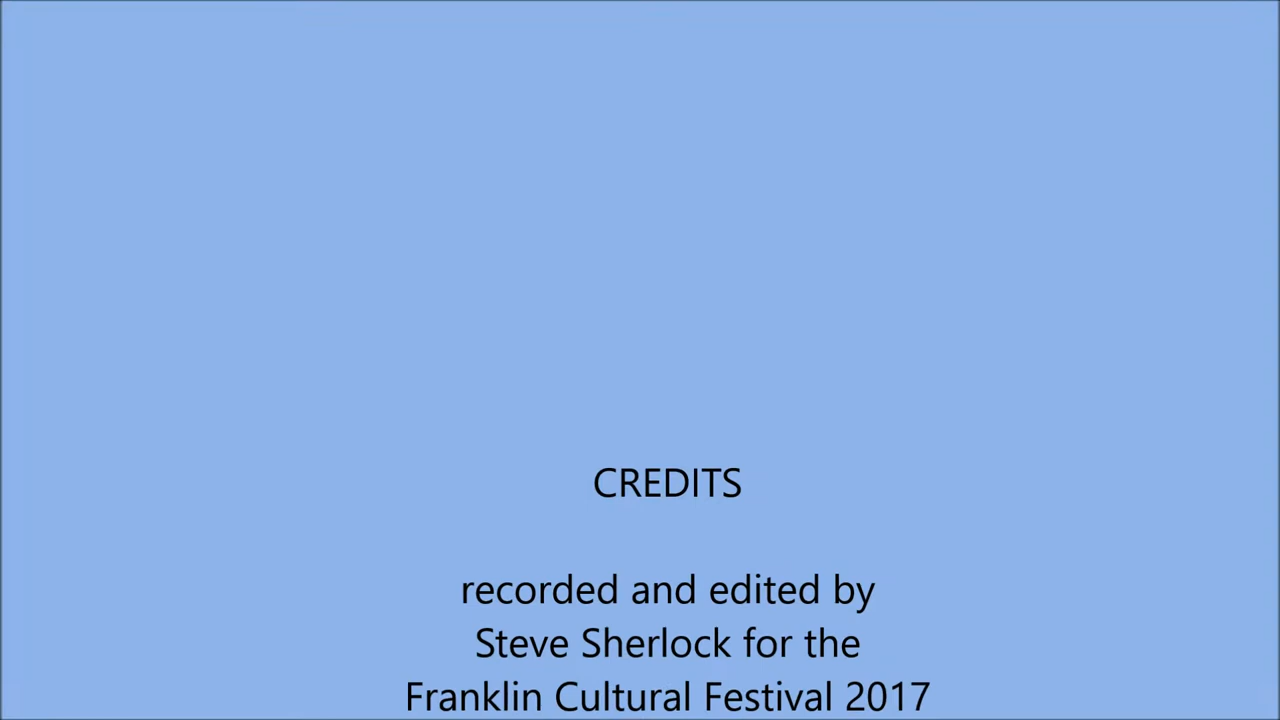 CREDITS
recorded and edited by
Steve Sherlock for the
Franklin Cultural Festival 2017